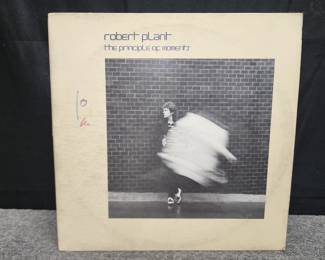 robert plant
the principle of moments